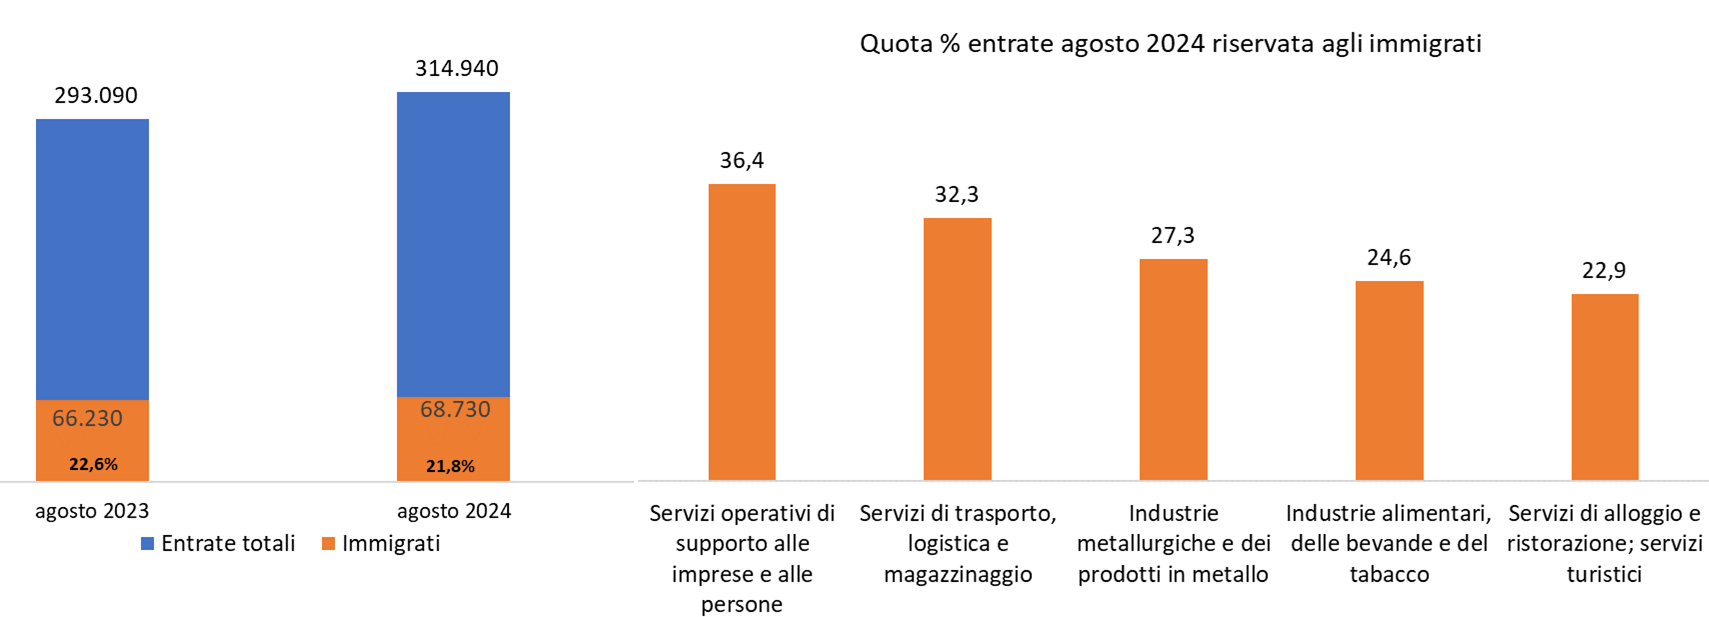 293.090
314.940
66.230
68.730
22,6%
21,8%
agosto 2023
agosto 2024
Entrate totali
Immigrati
Quota % entrate agosto 2024 riservata agli immigrati
36,4
32,3
27,3
24,6
22,9
Servizi operativi di
supporto alle
imprese e alle
persone
Servizi di trasporto,
logistica e
magazzinaggio
Industrie
metallurgiche e dei
prodotti in metallo
Industrie alimentari,
delle bevande e del
tabacco
Servizi di alloggio e
ristorazione; servizi
turistici